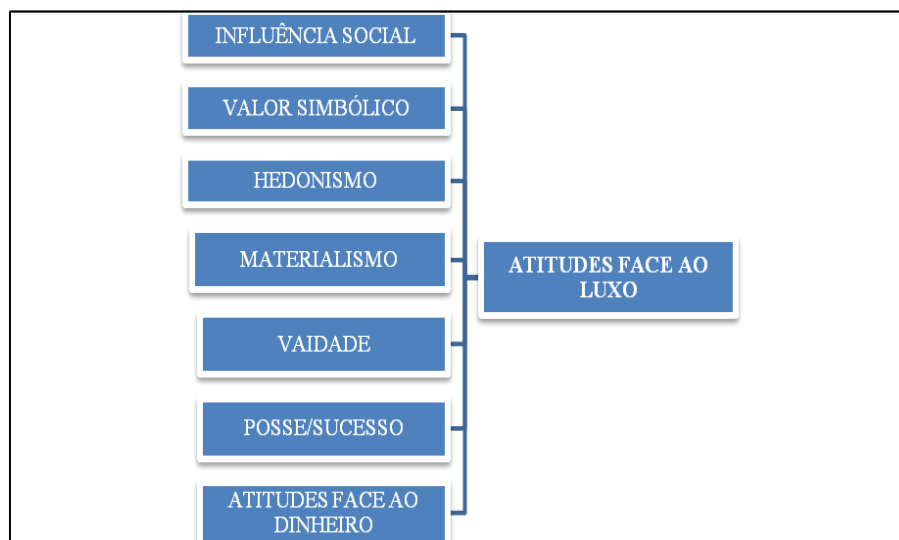 INFLUÊNCIA SOCIAL
VALOR SIMBÓLICO
HEDONISMO
MATERIALISMO
VAIDADE
POSSE/SUCESSO
ATITUDES FACE AO
DINHEIRO
ATITUDES FACE AO
LUXO